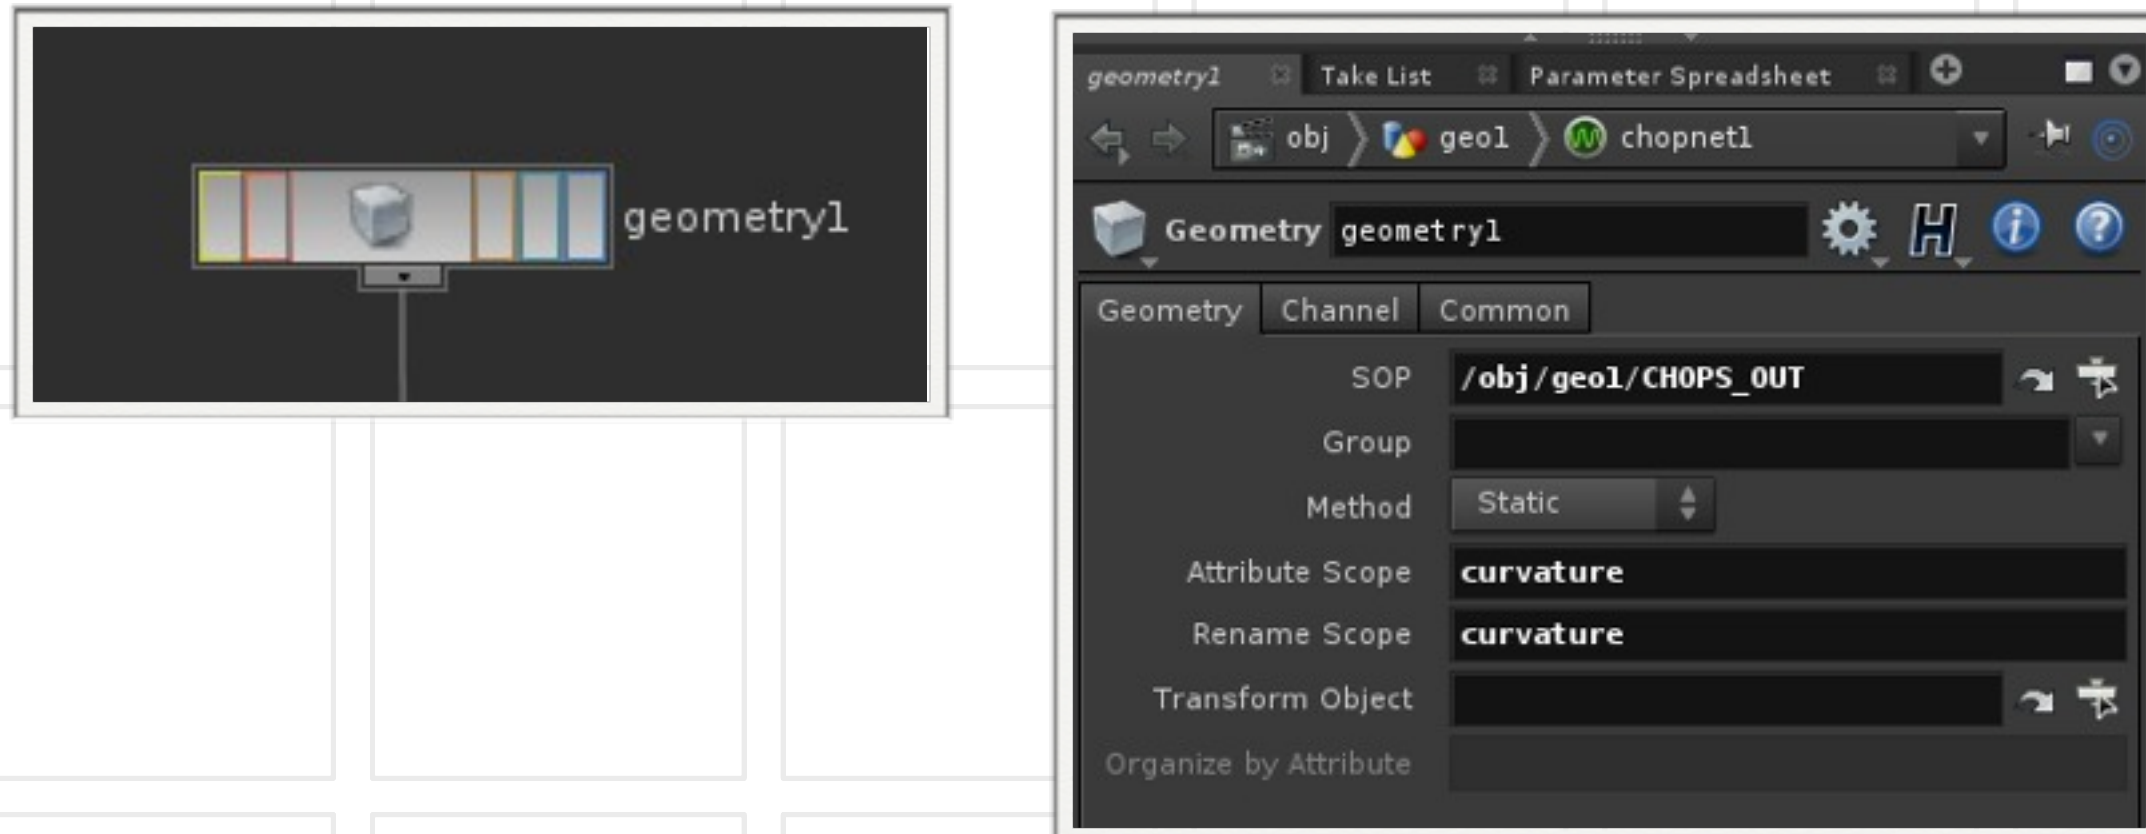 geometry1
geometry1 Take List Parameter Spreadsheet
obj geo1 chopnet1
Geometry geometry1
Geometry Channel Common
SOP /obj/geo1/CHOPS_OUT
Group
Method Static
Attribute Scope curvature
Rename Scope curvature
Transform Object
Organize by Attribute